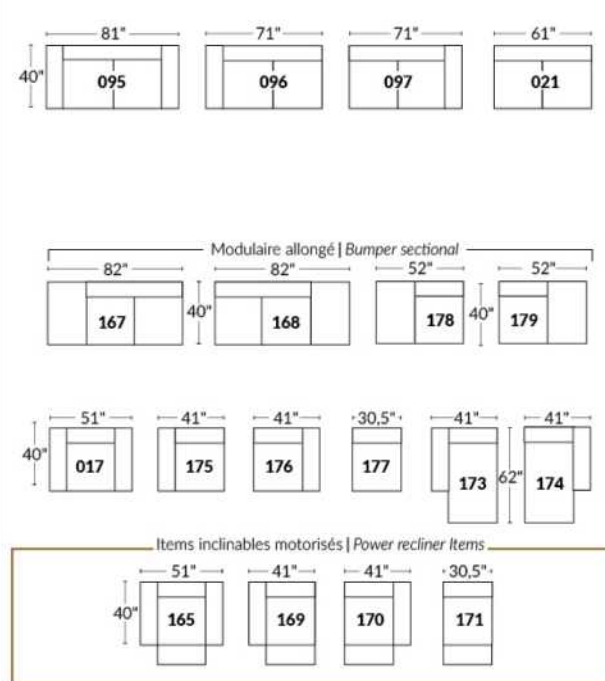 81" 71" 71" 61"
40" 095 096 097 021
Modulaire allongé | Bumper sectional
82" 82" 52" 52"
167 40" 168 178 40" 179
51" 41" 41" 30,5" 41" 41"
40" 017 175 176 177 173 62" 174
Items inclinables motorisés | Power recliner Items
51" 41" 41" 30,5"
40" 165 169 170 171